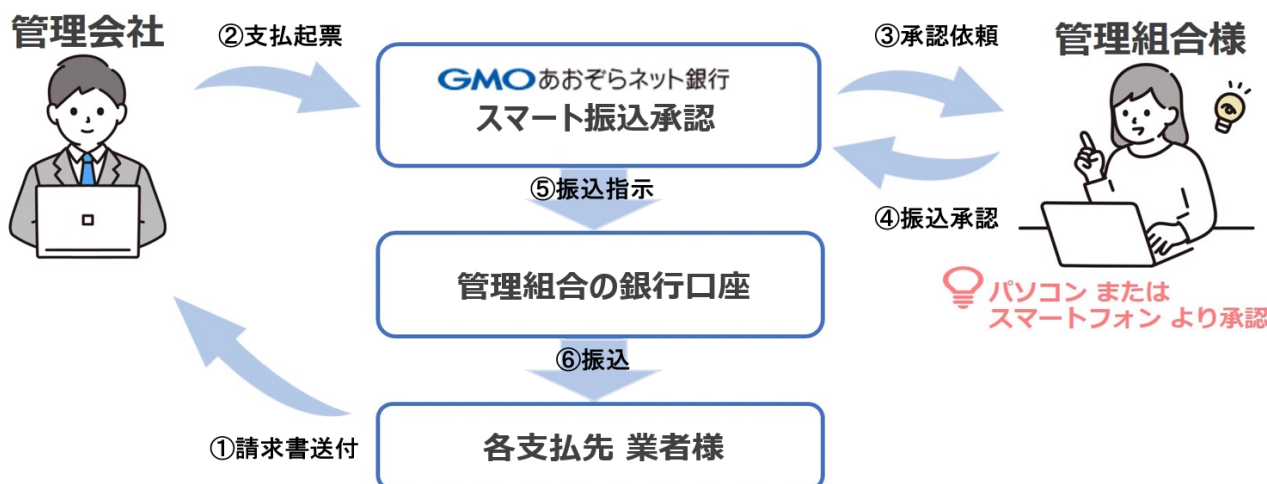 管理会社
②支払起票
GMOあおぞらネット銀行
スマート振込承認
③承認依頼
管理組合様
⑤振込指示
④振込承認
管理組合の銀行口座
パソコン または
スマートフォン より承認
⑥振込
①請求書送付
各支払先 業者様